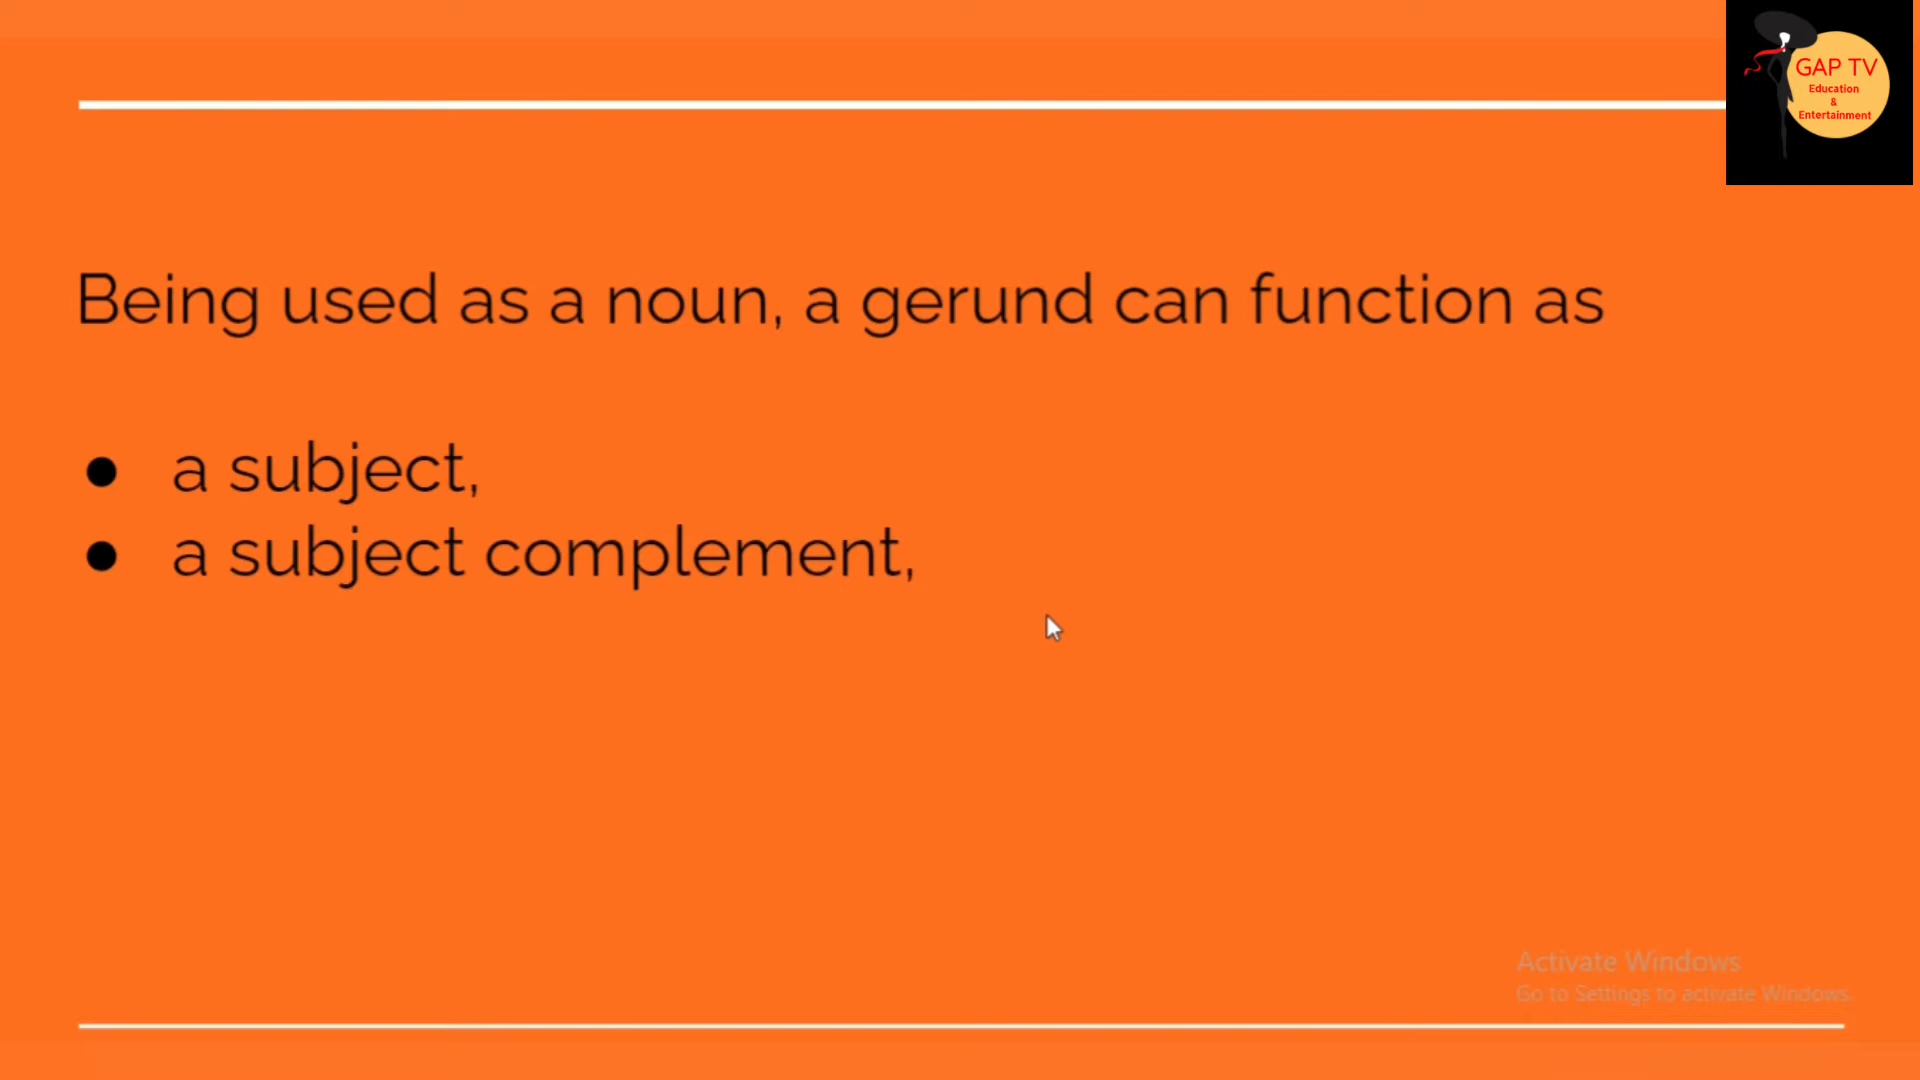 GAP TV
Education
&
Entertainment
Being used as a noun, a gerund can function as
● a subject,
● a subject complement,
Activate Windows
Go to Settings to activate Windows.